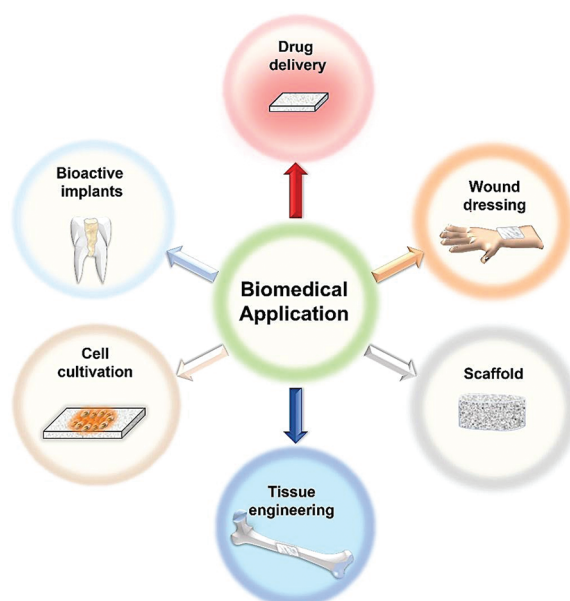 Drug
delivery
Bioactive
implants
Wound
dressing
Biomedical
Application
Cell
cultivation
Scaffold
Tissue
engineering